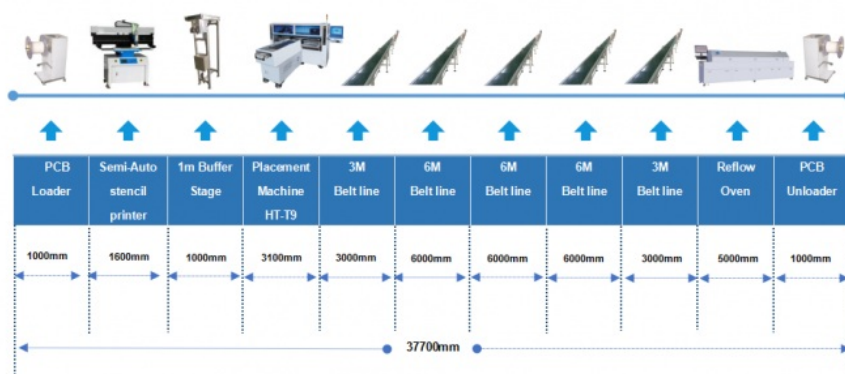 PCB
Loader
Semi-Auto
stencil
printer
1m Buffer
Stage
Placement
Machine
HT-T9
3M
Belt line
6M
Belt line
6M
Belt line
6M
Belt line
3M
Belt line
Reflow
Oven
PCB
Unloader
1000mm
1600mm
1000mm
3100mm
3000mm
6000mm
6000mm
6000mm
3000mm
5000mm
1000mm
37700mm